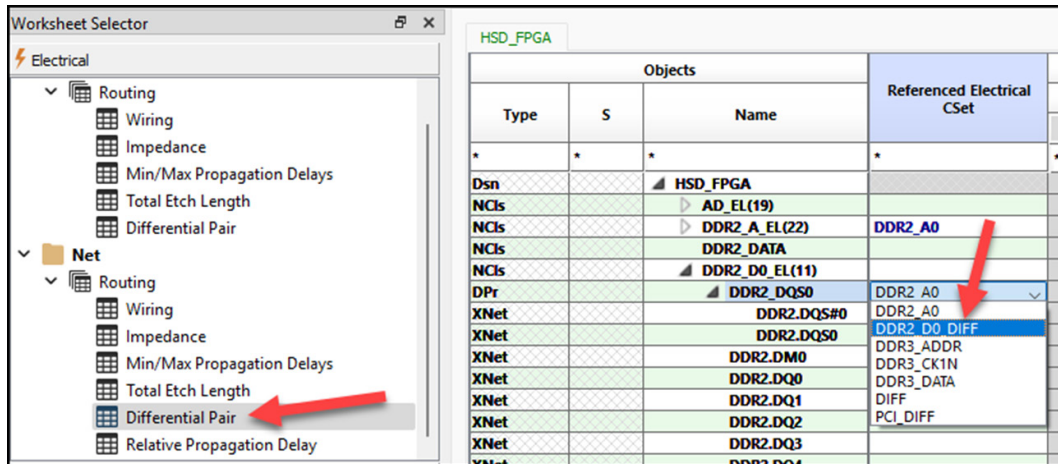 Worksheet Selector
Electrical
Routing
Wiring
Impedance
Min/Max Propagation Delays
Total Etch Length
Differential Pair
Net
Routing
Wiring
Impedance
Min/Max Propagation Delays
Total Etch Length
Differential Pair
Relative Propagation Delay
HSD_FPGA
Objects
Referenced Electrical
CSet
Type S Name
* * * *
Dsn HSD_FPGA
NCls AD_EL(19)
NCls DDR2_A_EL(22) DDR2_A0
NCls DDR2_DATA
NCls DDR2_D0_EL(11)
DPr DDR2_DQS0 DDR2_A0
XNet DDR2.DQS#0 DDR2_A0
XNet DDR2.DQS0 DDR2_D0_DIFF
XNet DDR2.DM0 DDR3_ADDR
XNet DDR2.DQ0 DDR3_CK1N
XNet DDR2.DQ1 DDR3_DATA
XNet DDR2.DQ2 DIFF
XNet DDR2.DQ3 PCI_DIFF